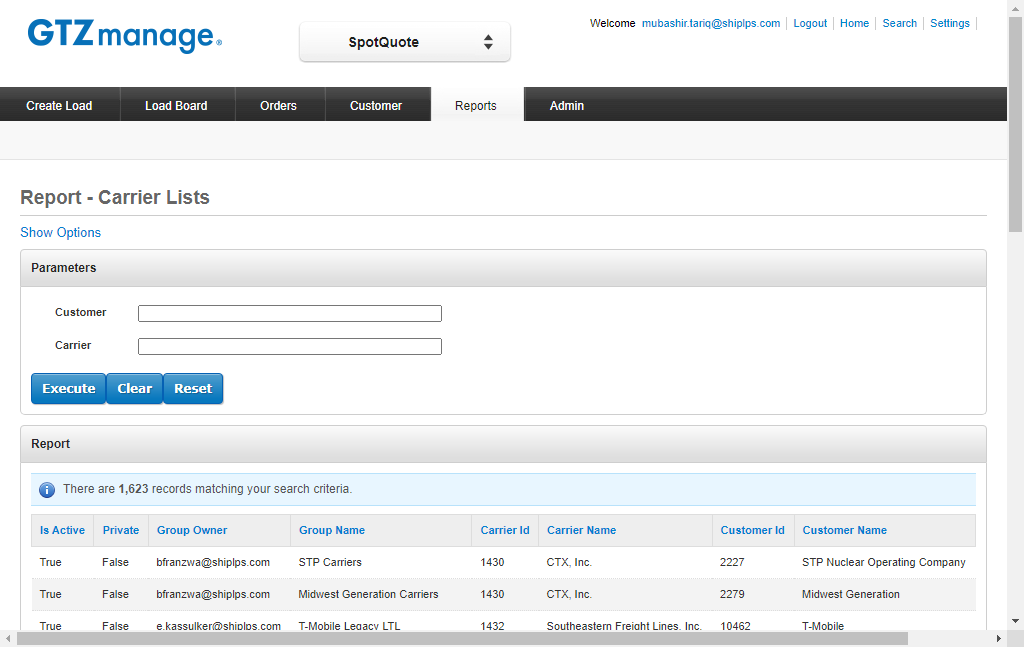 GTZmanage®
SpotQuote
Welcome mubashir.tariq@shiplps.com Logout Home Search Settings
Create Load Load Board Orders Customer Reports Admin
Report - Carrier Lists
Show Options
Parameters
Customer
Carrier
Execute Clear Reset
Report
There are 1,623 records matching your search criteria.
Is Active Private Group Owner Group Name Carrier Id Carrier Name Customer Id Customer Name
True False bfranzwa@shiplps.com STP Carriers 1430 CTX, Inc. 2227 STP Nuclear Operating Company
True False bfranzwa@shiplps.com Midwest Generation Carriers 1430 CTX, Inc. 2279 Midwest Generation
True False e.kassulker@shiplps.com T-Mobile Legacy LTL 1432 Southeastern Freight Lines, Inc. 10462 T-Mobile